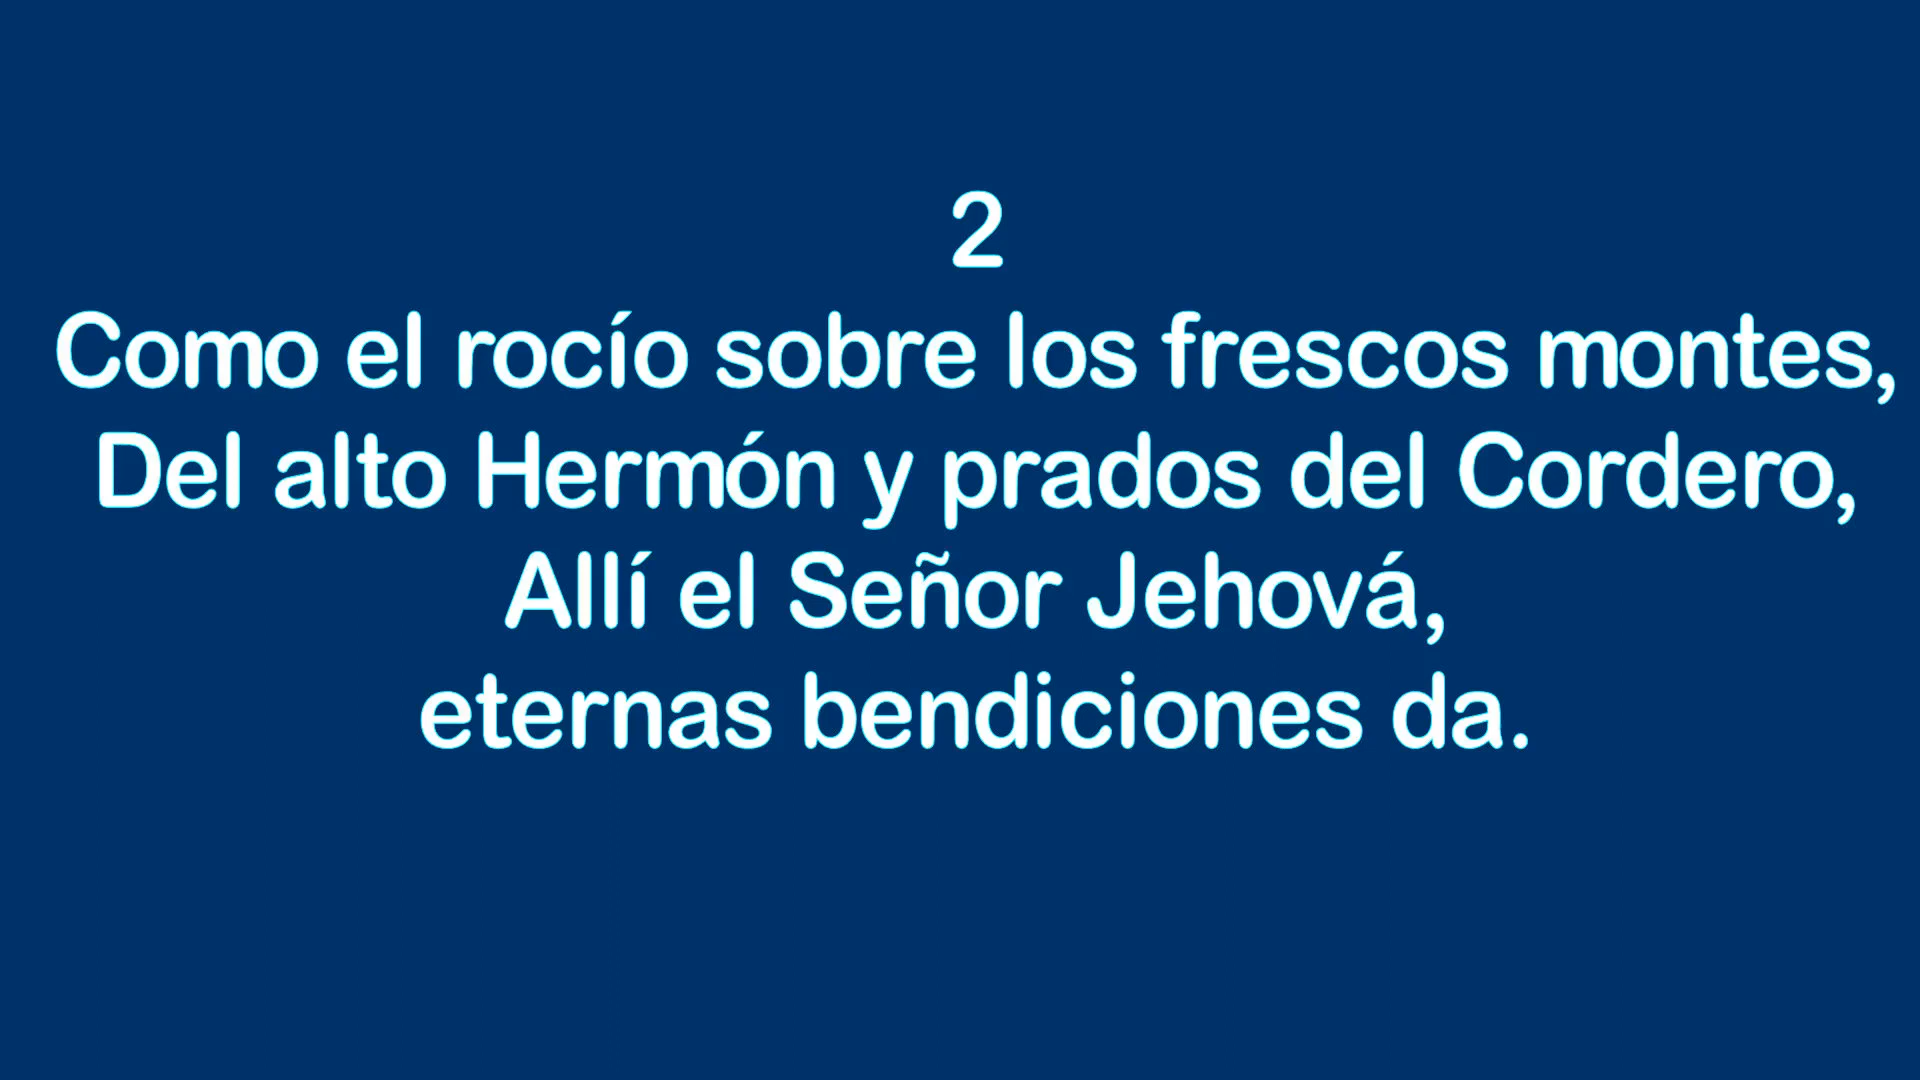 2
Como el rocío sobre los frescos montes,
Del alto Hermón y prados del Cordero,
Allí el Señor Jehová,
eternas bendiciones da.